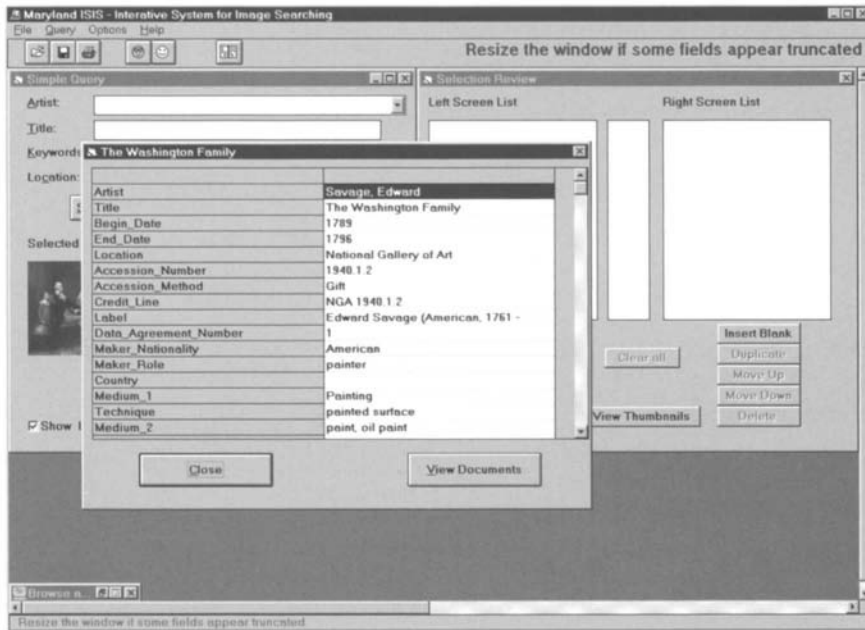 Maryland ISIS - Interative System for Image Searching
File Query Options Help
Resize the window if some fields appear truncated
Simple Query
Selection Review
Artist:
Left Screen List
Right Screen List
Title:
Keywords
The Washington Family
Location:
Artist Savage, Edward
Title The Washington Family
Begin_Date 1789
End_Date 1796
Selected
Location National Gallery of Art
Accession_Number 1940.1.2
Accession_Method Gift
Credit_Line NGA 1940.1.2
Label Edward Savage (American, 1761 -
Data_Agreement_Number 1
Maker_Nationality American
Maker_Role painter
Country
Medium_1 Painting
Technique painted surface
Medium_2 paint, oil paint
Insert Blank
Clear all
Duplicate
Move Up
Move Down
View Thumbnails
Delete
Show
Close
View Documents
Browse a...
Resize the window if some fields appear truncated